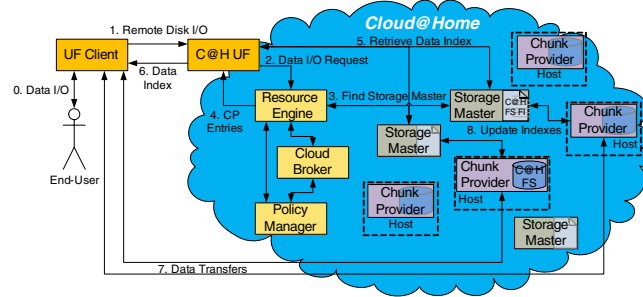 Cloud@Home
1. Remote Disk I/O
UF Client
C@H UF
5. Retrieve Data Index
6. Data
Index
2. Data I/O Request
Chunk
Provider
Host
0. Data I/O
4. CP
Entries
Resource
Engine
3. Find Storage Master
Storage
Master
C@H
FS FI
Chunk
Provider
Host
8. Update Indexes
Storage
Master
End-User
Cloud
Broker
Host
Chunk
Provider
C@H
FS
Policy
Manager
Chunk
Provider
Host
Storage
Master
7. Data Transfers